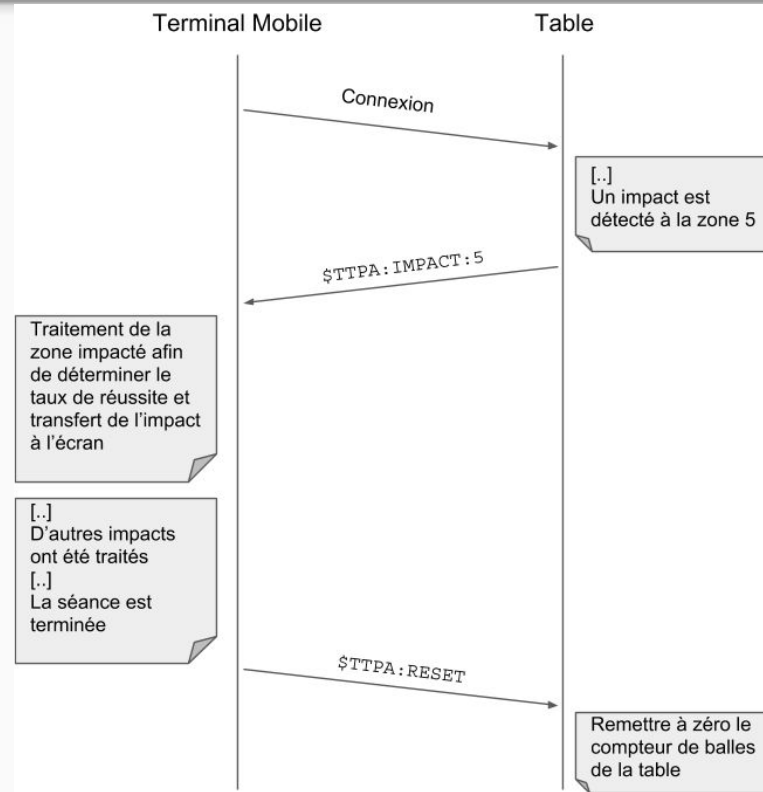 Terminal Mobile
Table
Connexion
[..]
Un impact est
détecté à la zone 5
$TTPA:IMPACT:5
Traitement de la
zone impacté afin
de déterminer le
taux de réussite et
transfert de l'impact
à l'écran
[..]
D'autres impacts
ont été traités
[..]
La séance est
terminée
$TTPA:RESET
Remettre à zéro le
compteur de balles
de la table